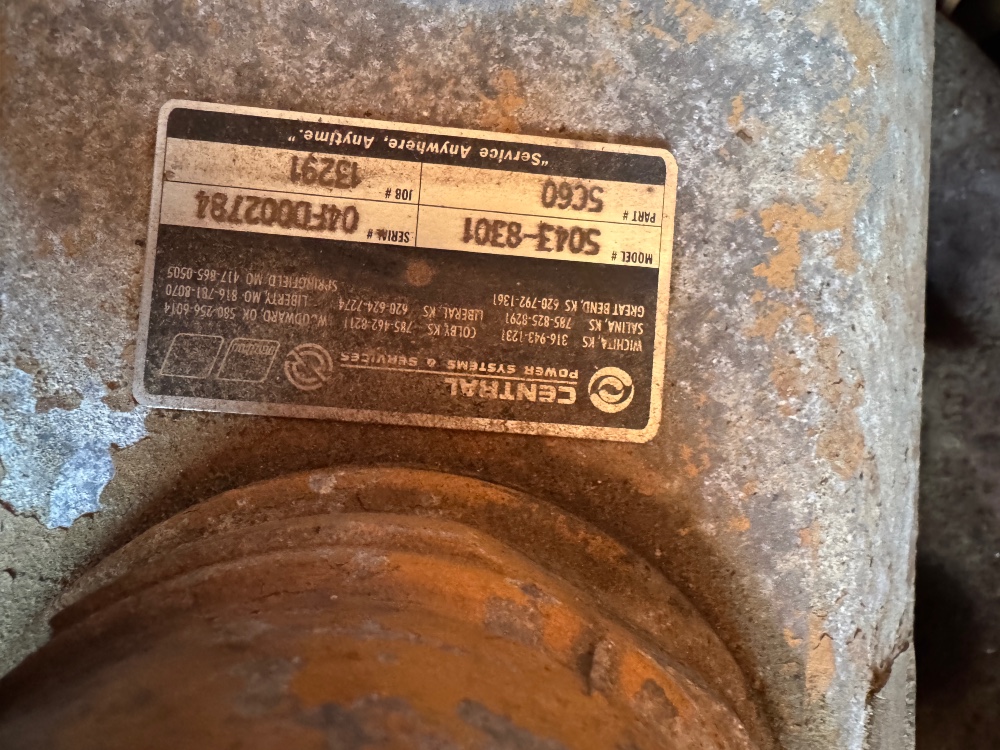 CENTRAL
POWER SYSTEMS & SERVICES
WICHITA, KS 316-943-1231 COLBY, KS 785-462-8211 WOODWARD, OK 580-256-6014
SALINA, KS 785-825-8291 LIBERAL, KS 620-624-7274 LIBERTY, MO 816-781-8070
GREAT BEND, KS 620-792-1361 SPRINGFIELD, MO 417-865-0505
MODEL # 5043-8301 SERIAL # 04FD002784
PART # 5C60 JOB # 13291
"Service Anywhere, Anytime."